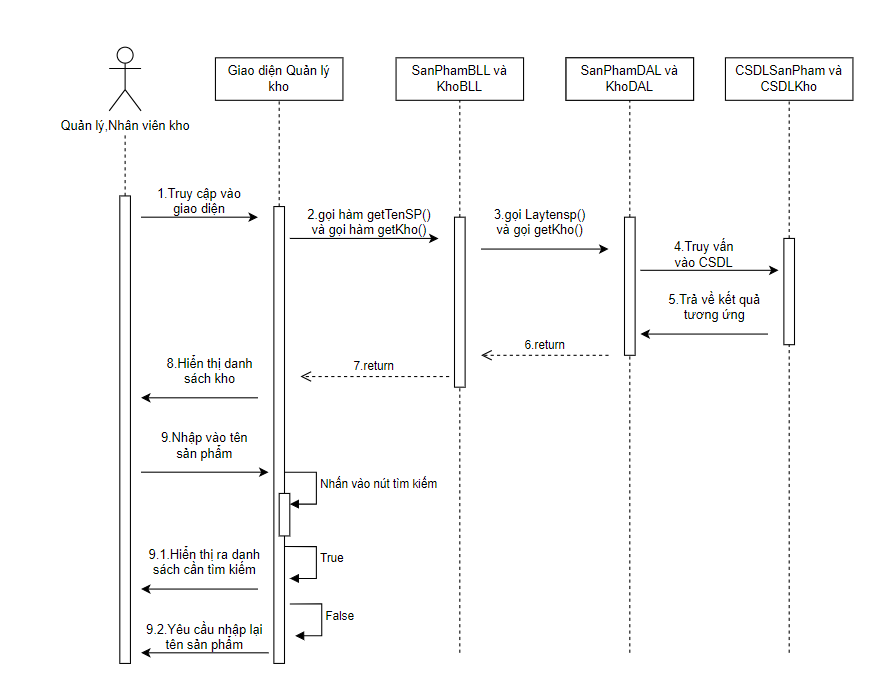 Giao diện Quản lý
kho
SanPhamBLL và
KhoBLL
SanPhamDAL và
KhoDAL
CSDLSanPham và
CSDLKho
Quản lý,Nhân viên kho
1.Truy cập vào
giao diện
2.gọi hàm getTenSP()
và gọi hàm getKho()
3.gọi Laytensp()
và gọi getKho()
4.Truy vấn
vào CSDL
5.Trả về kết quả
tương ứng
6.return
7.return
8.Hiển thị danh
sách kho
9.Nhập vào tên
sản phẩm
Nhấn vào nút tìm kiếm
9.1.Hiển thị ra danh
sách cần tìm kiếm
True
False
9.2.Yêu cầu nhập lại
tên sản phẩm